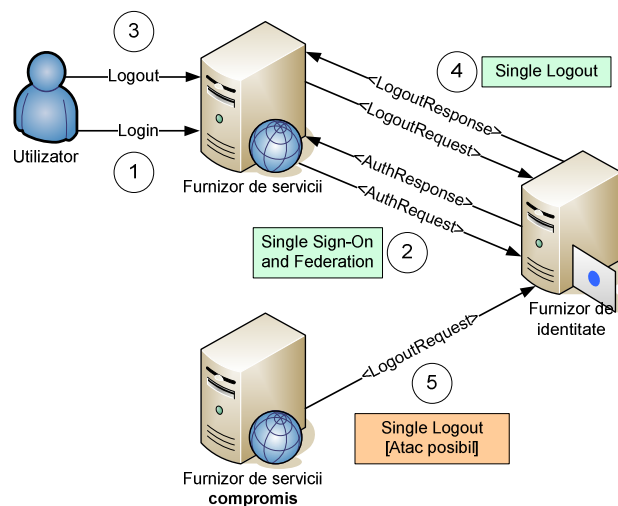 3
Logout
Login
1
Utilizator
Furnizor de servicii
4
Single Logout
<LogoutResponse>
<LogoutRequest>
<AuthResponse>
<AuthRequest>
Single Sign-On
and Federation
2
Furnizor de
identitate
<LogoutRequest>
5
Single Logout
[Atac posibil]
Furnizor de servicii
compromis